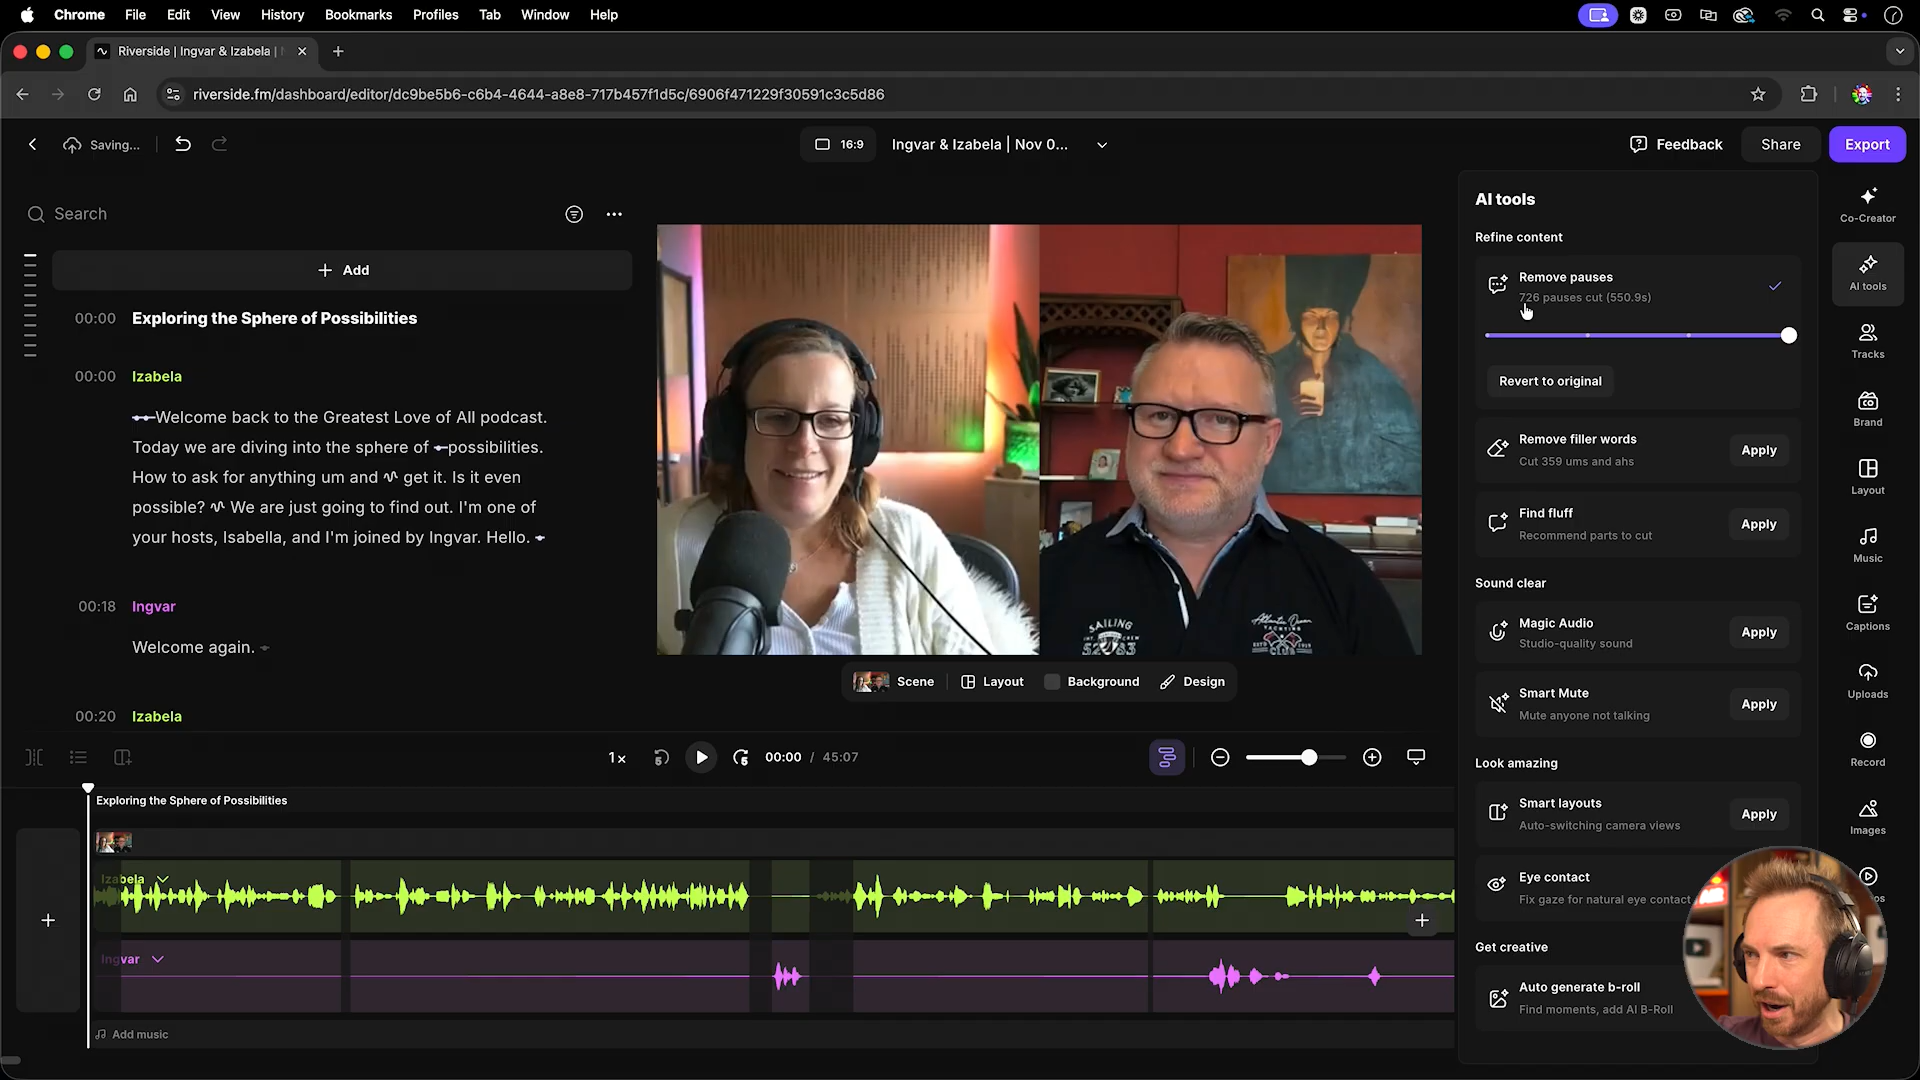 Chrome File Edit View History Bookmarks Profiles Tab Window Help
Riverside | Ingvar & Izabela |
riverside.fm/dashboard/editor/dc9be5b6-c6b4-4644-a8e8-717b457f1d5c/6906f471229f30591c3c5d86
Saving...
16:9
Ingvar & Izabela | Nov 0...
Feedback
Share
Export
Search
Add
00:00 Exploring the Sphere of Possibilities
00:00 Izabela
Welcome back to the Greatest Love of All podcast.
Today we are diving into the sphere of possibilities.
How to ask for anything um and get it. Is it even
possible? We are just going to find out. I'm one of
your hosts, Isabella, and I'm joined by Ingvar. Hello.
00:18 Ingvar
Welcome again.
00:20 Izabela
SAILING
Scene Layout Background Design
AI tools
Refine content
Remove pauses
726 pauses cut (550.9s)
Revert to original
Remove filler words
Cut 359 ums and ahs
Apply
Find fluff
Recommend parts to cut
Apply
Sound clear
Magic Audio
Studio-quality sound
Apply
Smart Mute
Mute anyone not talking
Apply
Look amazing
Smart layouts
Auto-switching camera views
Apply
Eye contact
Fix gaze for natural eye contact
Get creative
Auto generate b-roll
Find moments, add AI B-Roll
Co-Creator
AI tools
Tracks
Brand
Layout
Music
Captions
Uploads
Record
Images
1x
00:00 / 45:07
Exploring the Sphere of Possibilities
Izabela
Ingvar
Add music